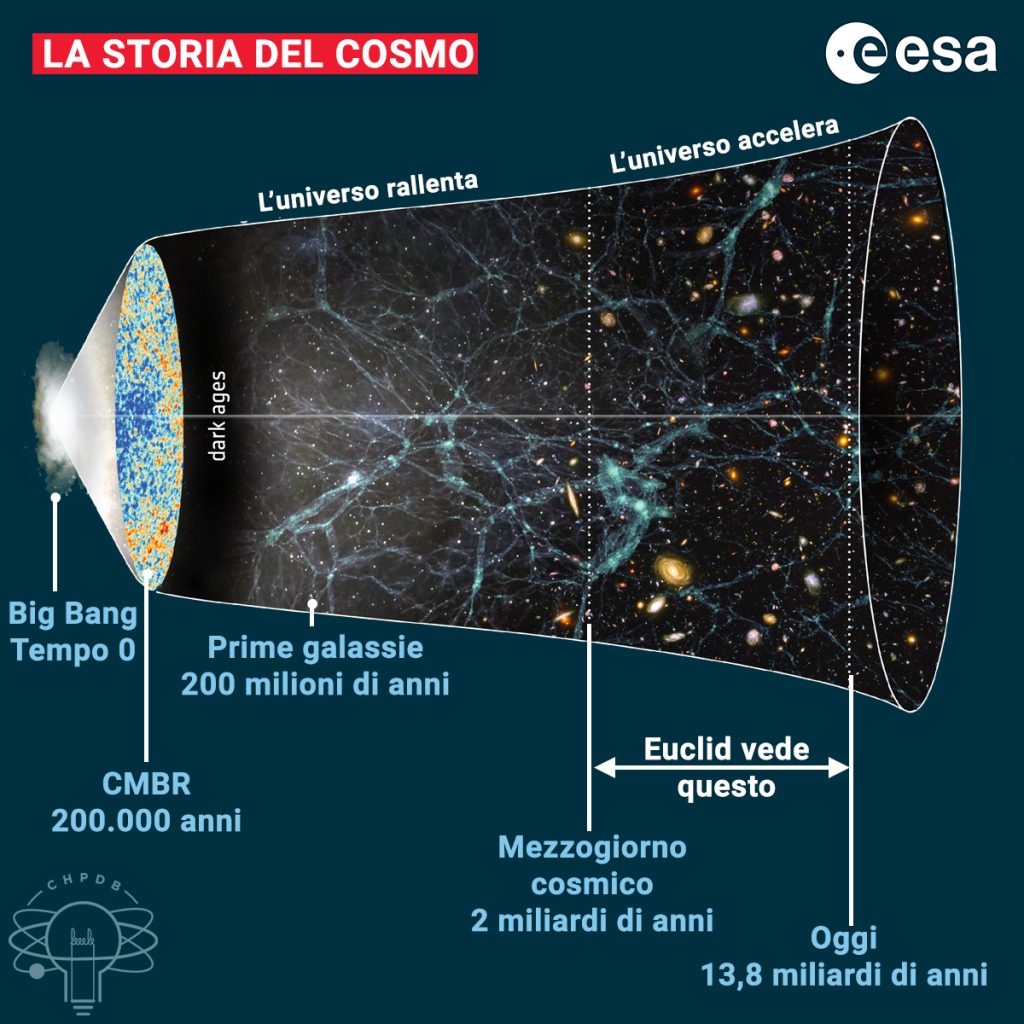 LA STORIA DEL COSMO
esa
L’universo rallenta
L’universo accelera
dark ages
Big Bang
Tempo 0
Prime galassie
200 milioni di anni
CMBR
200.000 anni
Euclid vede
questo
Mezzogiorno
cosmico
2 miliardi di anni
Oggi
13,8 miliardi di anni
CHPDB